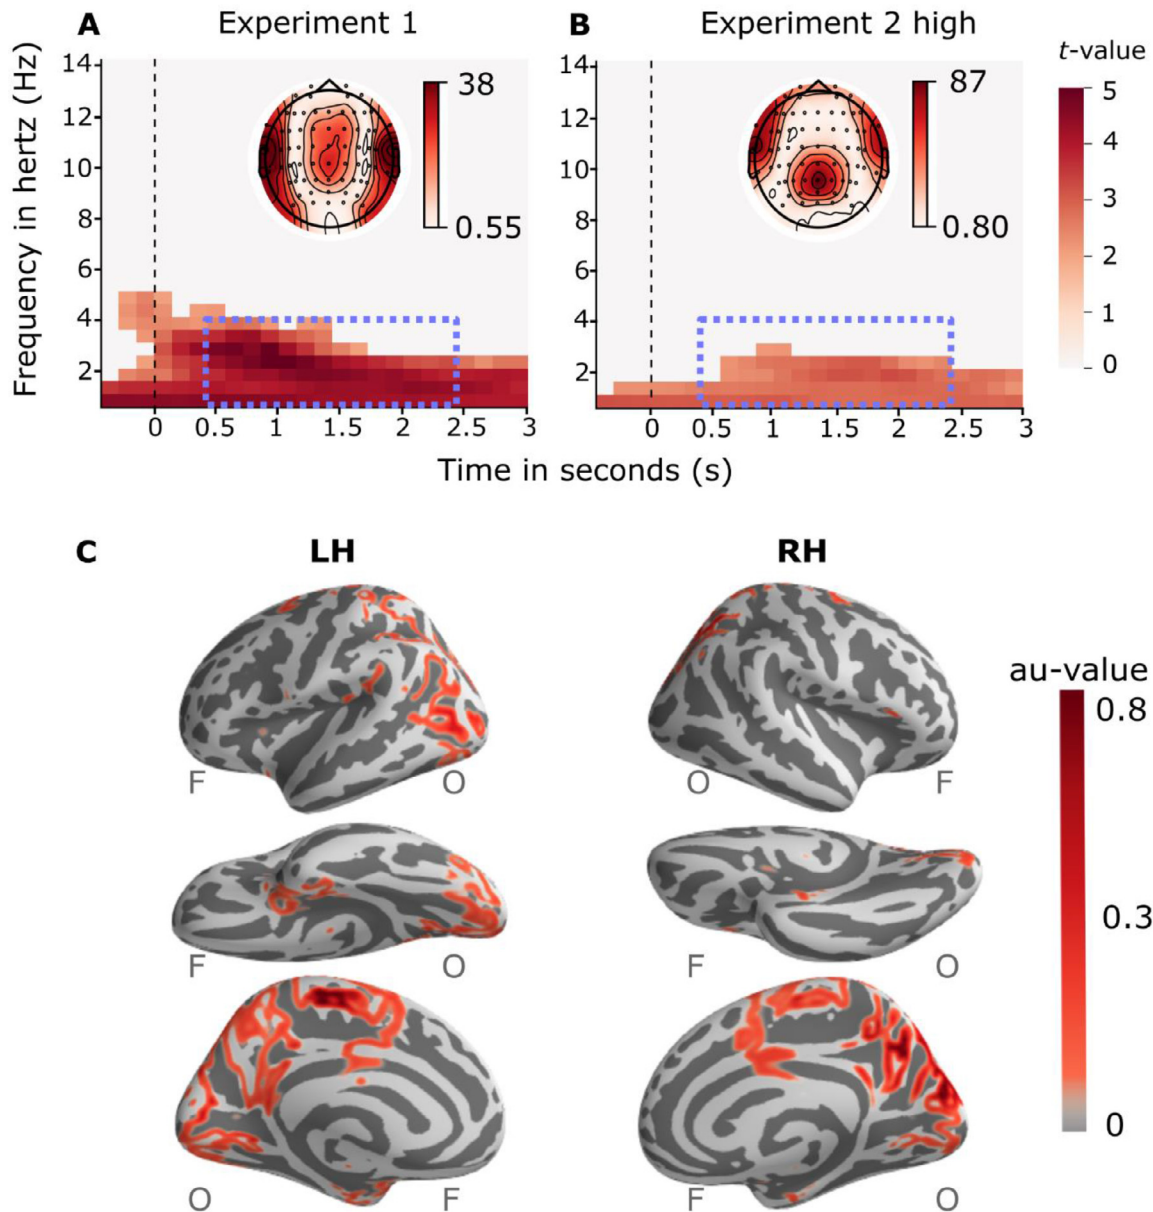 A Experiment 1
B Experiment 2 high
t-value
Frequency in hertz (Hz)
14
12
10
8
6
4
2
38
0.55
0 0.5 1 1.5 2 2.5 3
14
12
10
8
6
4
2
87
0.80
0 0.5 1 1.5 2 2.5 3
5
4
3
2
1
0
Time in seconds (s)
C LH RH
au-value
0.8
0.3
0
F O O F
F O F O
O F F O